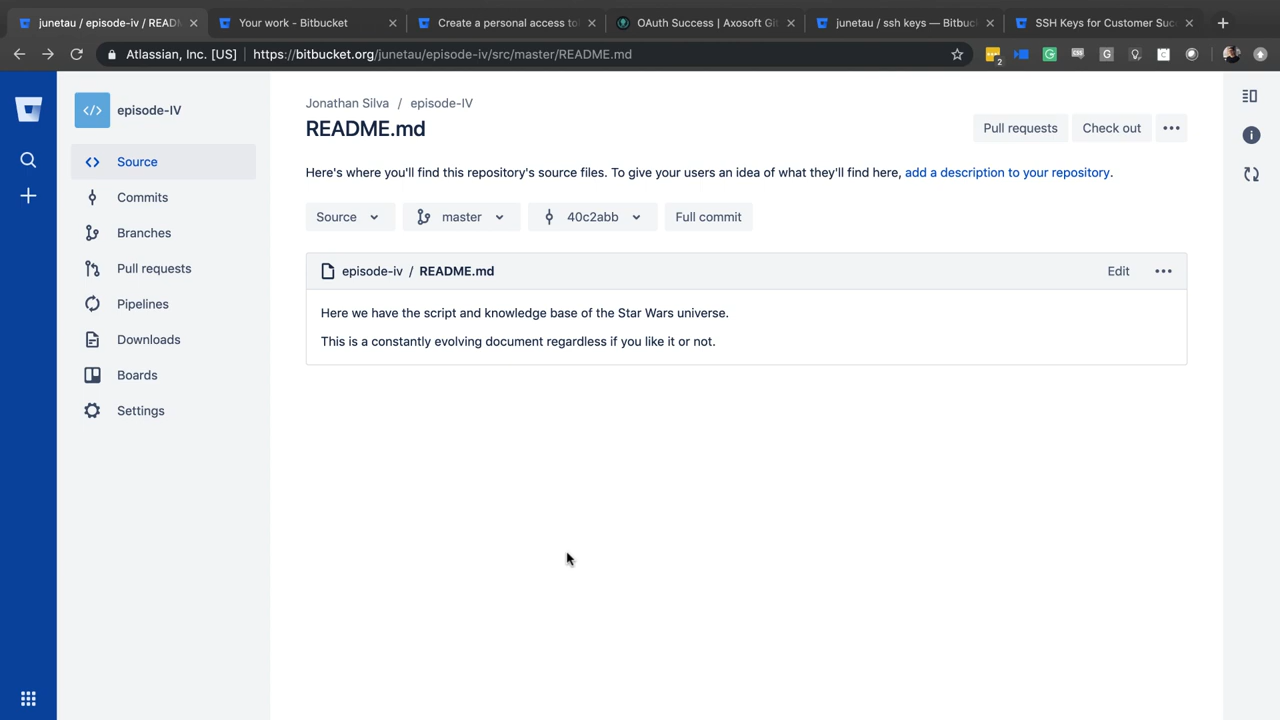 junetau / episode-iv / READ
Your work - Bitbucket
Create a personal access to
OAuth Success | Axosoft Git
junetau / ssh keys — Bitbuc
SSH Keys for Customer Suc
Atlassian, Inc. [US]
https://bitbucket.org/junetau/episode-iv/src/master/README.md
2
episode-IV
Source
Commits
Branches
Pull requests
Pipelines
Downloads
Boards
Settings
Jonathan Silva / episode-IV
README.md
Pull requests
Check out
Here's where you'll find this repository's source files. To give your users an idea of what they'll find here, add a description to your repository.
Source
master
40c2abb
Full commit
episode-iv / README.md
Edit
Here we have the script and knowledge base of the Star Wars universe.
This is a constantly evolving document regardless if you like it or not.